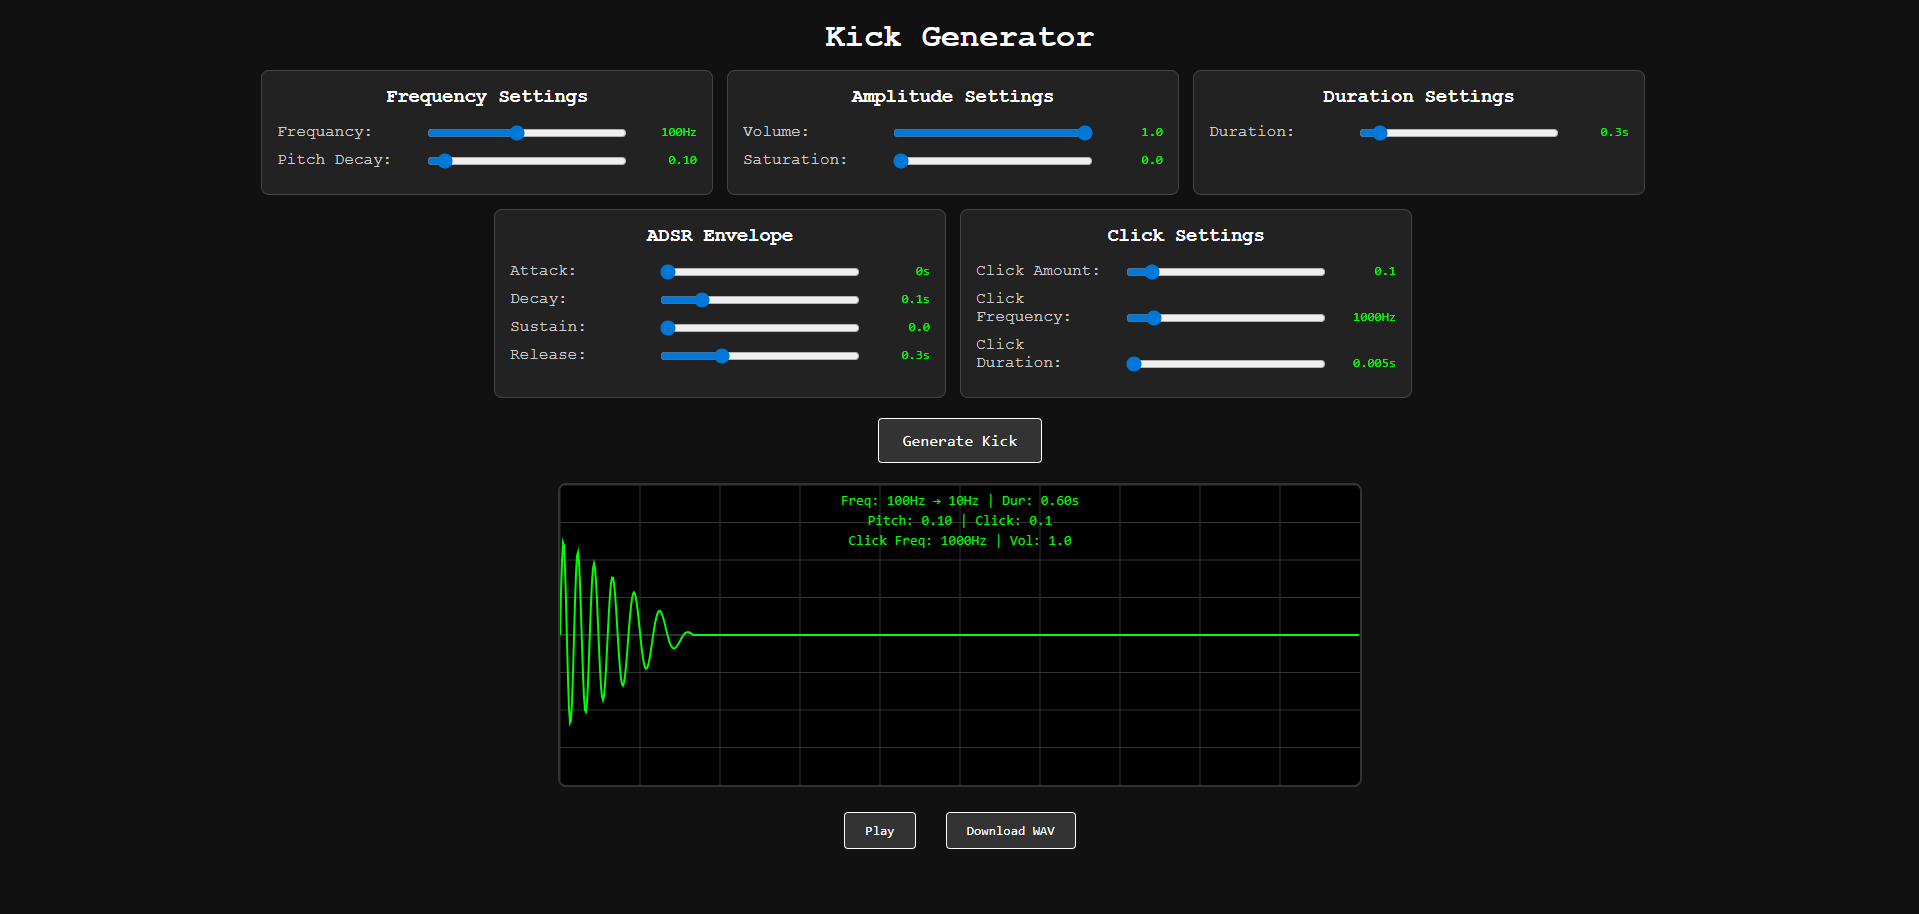 Kick Generator
Frequency Settings
Frequancy: 100Hz
Pitch Decay: 0.10
Amplitude Settings
Volume: 1.0
Saturation: 0.0
Duration Settings
Duration: 0.3s
ADSR Envelope
Attack: 0s
Decay: 0.1s
Sustain: 0.0
Release: 0.3s
Click Settings
Click Amount: 0.1
Click
Frequency: 1000Hz
Click
Duration: 0.005s
Generate Kick
Freq: 100Hz → 10Hz | Dur: 0.60s
Pitch: 0.10 | Click: 0.1
Click Freq: 1000Hz | Vol: 1.0
Play
Download WAV